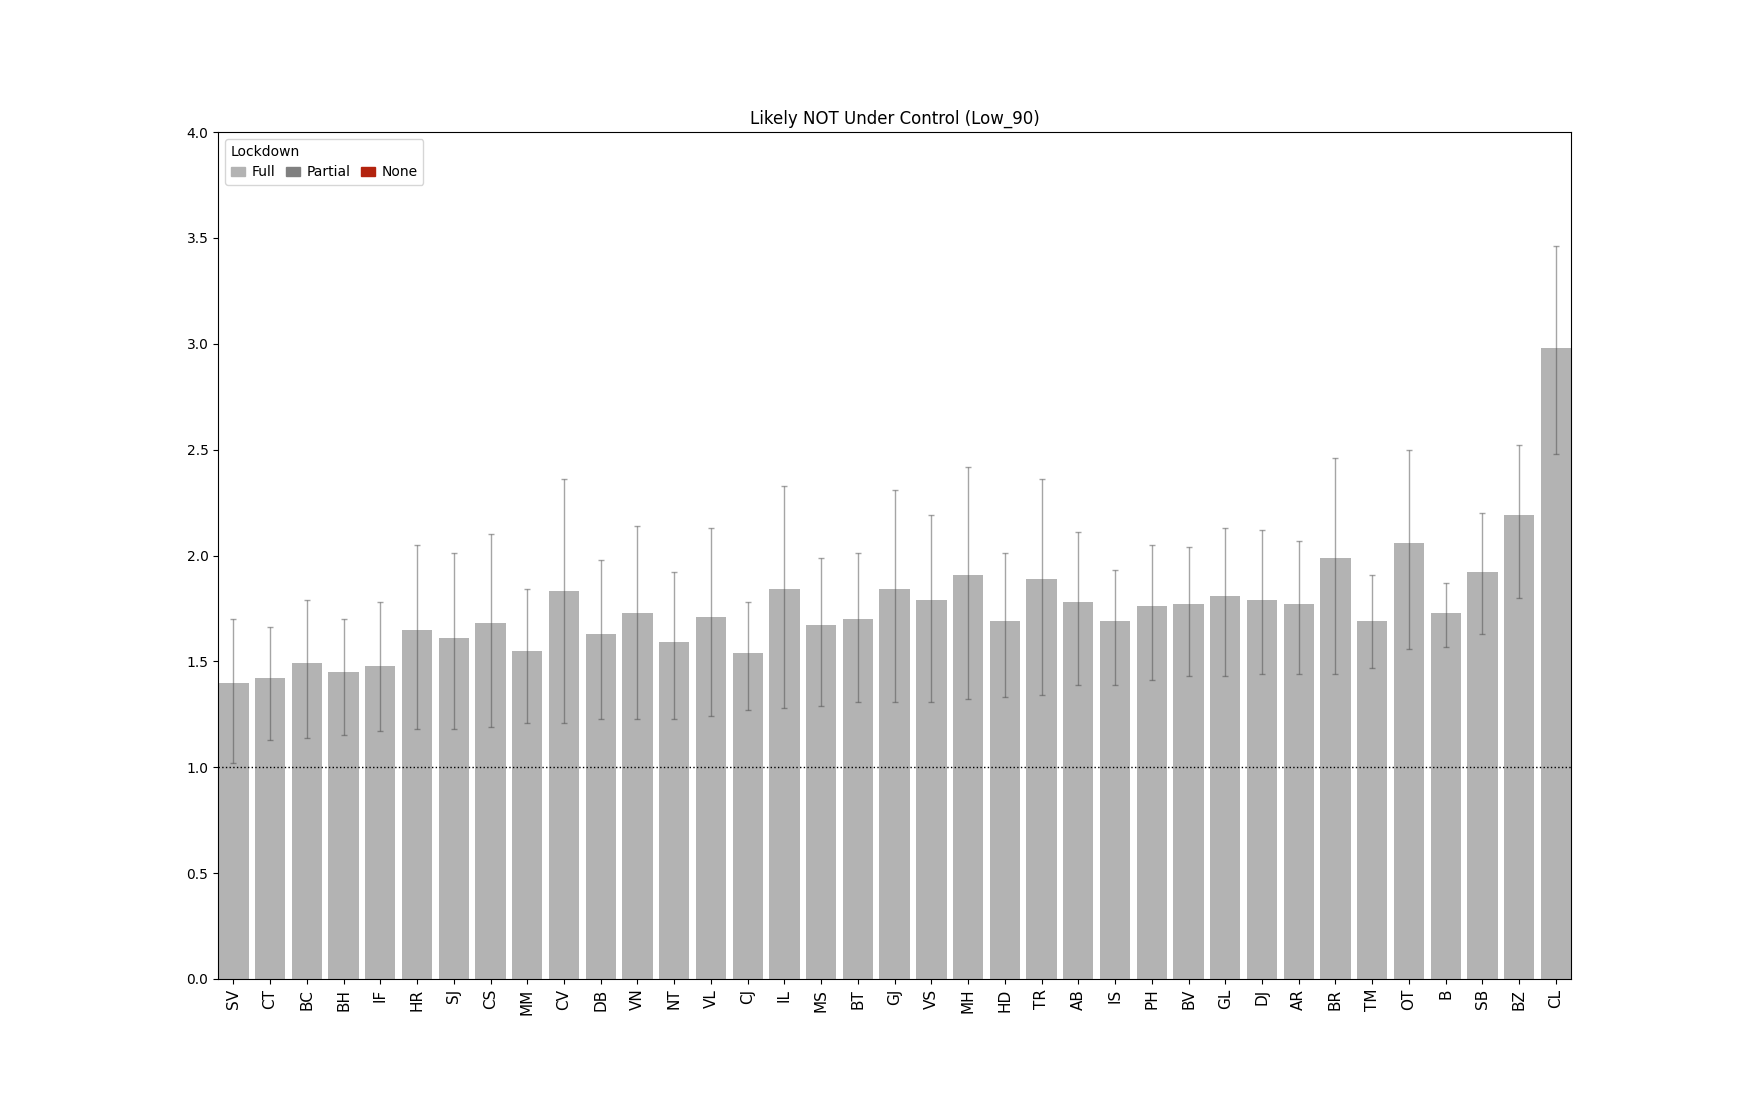 Likely NOT Under Control (Low_90)
Lockdown
Full Partial None
4.0
3.5
3.0
2.5
2.0
1.5
1.0
0.5
0.0
SV CT BC BH IF HR SJ CS MM CV DB VN NT VL CJ IL MS BT GJ VS MH HD TR AB IS PH BV GL DJ AR BR TM OT B SB BZ CL